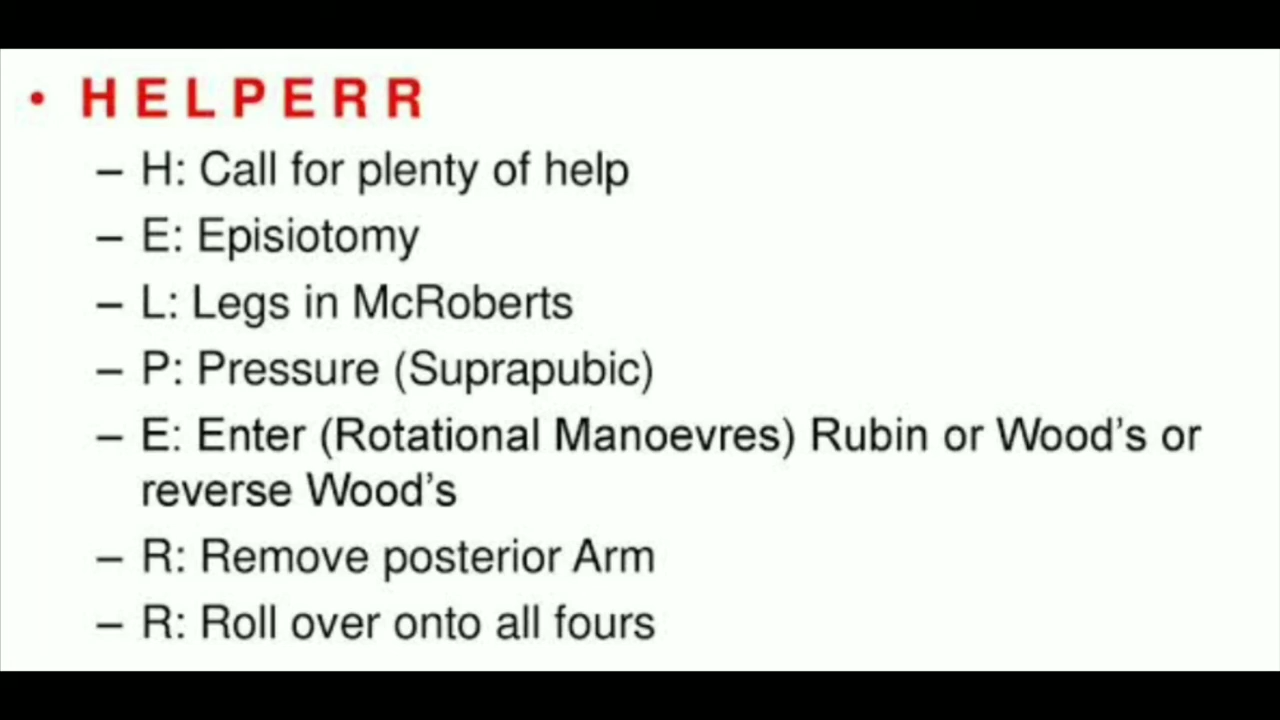 • H E L P E R R
– H: Call for plenty of help
– E: Episiotomy
– L: Legs in McRoberts
– P: Pressure (Suprapubic)
– E: Enter (Rotational Manoevres) Rubin or Wood's or
reverse Wood's
– R: Remove posterior Arm
– R: Roll over onto all fours